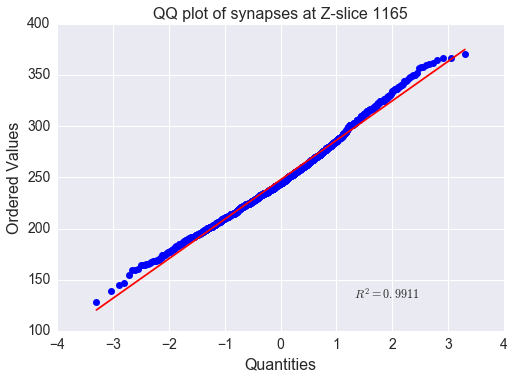 QQ plot of synapses at Z-slice 1165
Ordered Values
400
350
300
250
200
150
100
R² = 0.9911
−4 −3 −2 −1 0 1 2 3 4
Quantities